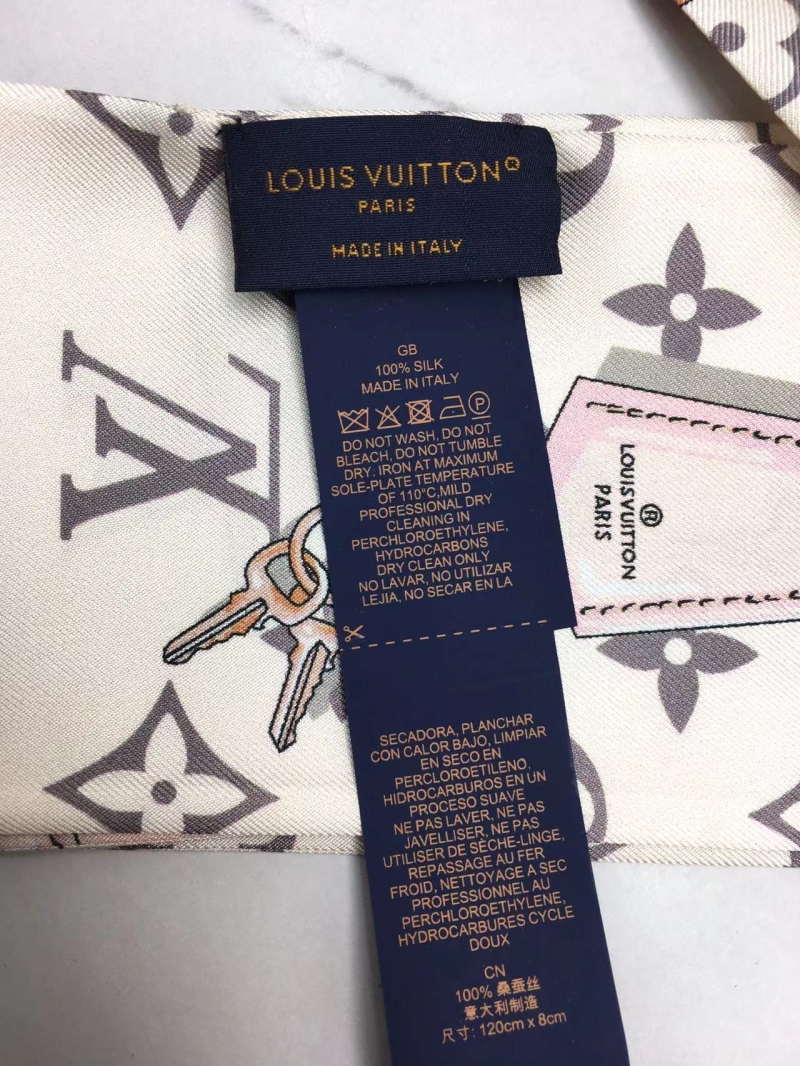 LOUIS VUITTON®
PARIS
MADE IN ITALY
GB
100% SILK
MADE IN ITALY
P
DO NOT WASH, DO NOT
BLEACH, DO NOT TUMBLE
DRY. IRON AT MAXIMUM
SOLE-PLATE TEMPERATURE
OF 110°C,MILD
PROFESSIONAL DRY
CLEANING IN
PERCHLOROETHYLENE,
HYDROCARBONS
DRY CLEAN ONLY
NO LAVAR, NO UTILIZAR
LEJIA, NO SECAR EN LA
SECADORA, PLANCHAR
CON CALOR BAJO, LIMPIAR
EN SECO EN
PERCLOROETILENO,
HIDROCARBUROS EN UN
PROCESO SUAVE
NE PAS LAVER, NE PAS
JAVELLISER, NE PAS
UTILISER DE SÈCHE-LINGE,
REPASSAGE AU FER
FROID, NETTOYAGE A SEC
PROFESSIONNEL AU
PERCHLOROETHYLENE,
HYDROCARBURES CYCLE
DOUX
CN
100% 桑蚕丝
意大利制造
尺寸: 120cm x 8cm
LV
LOUISVUITTON
®
PARIS